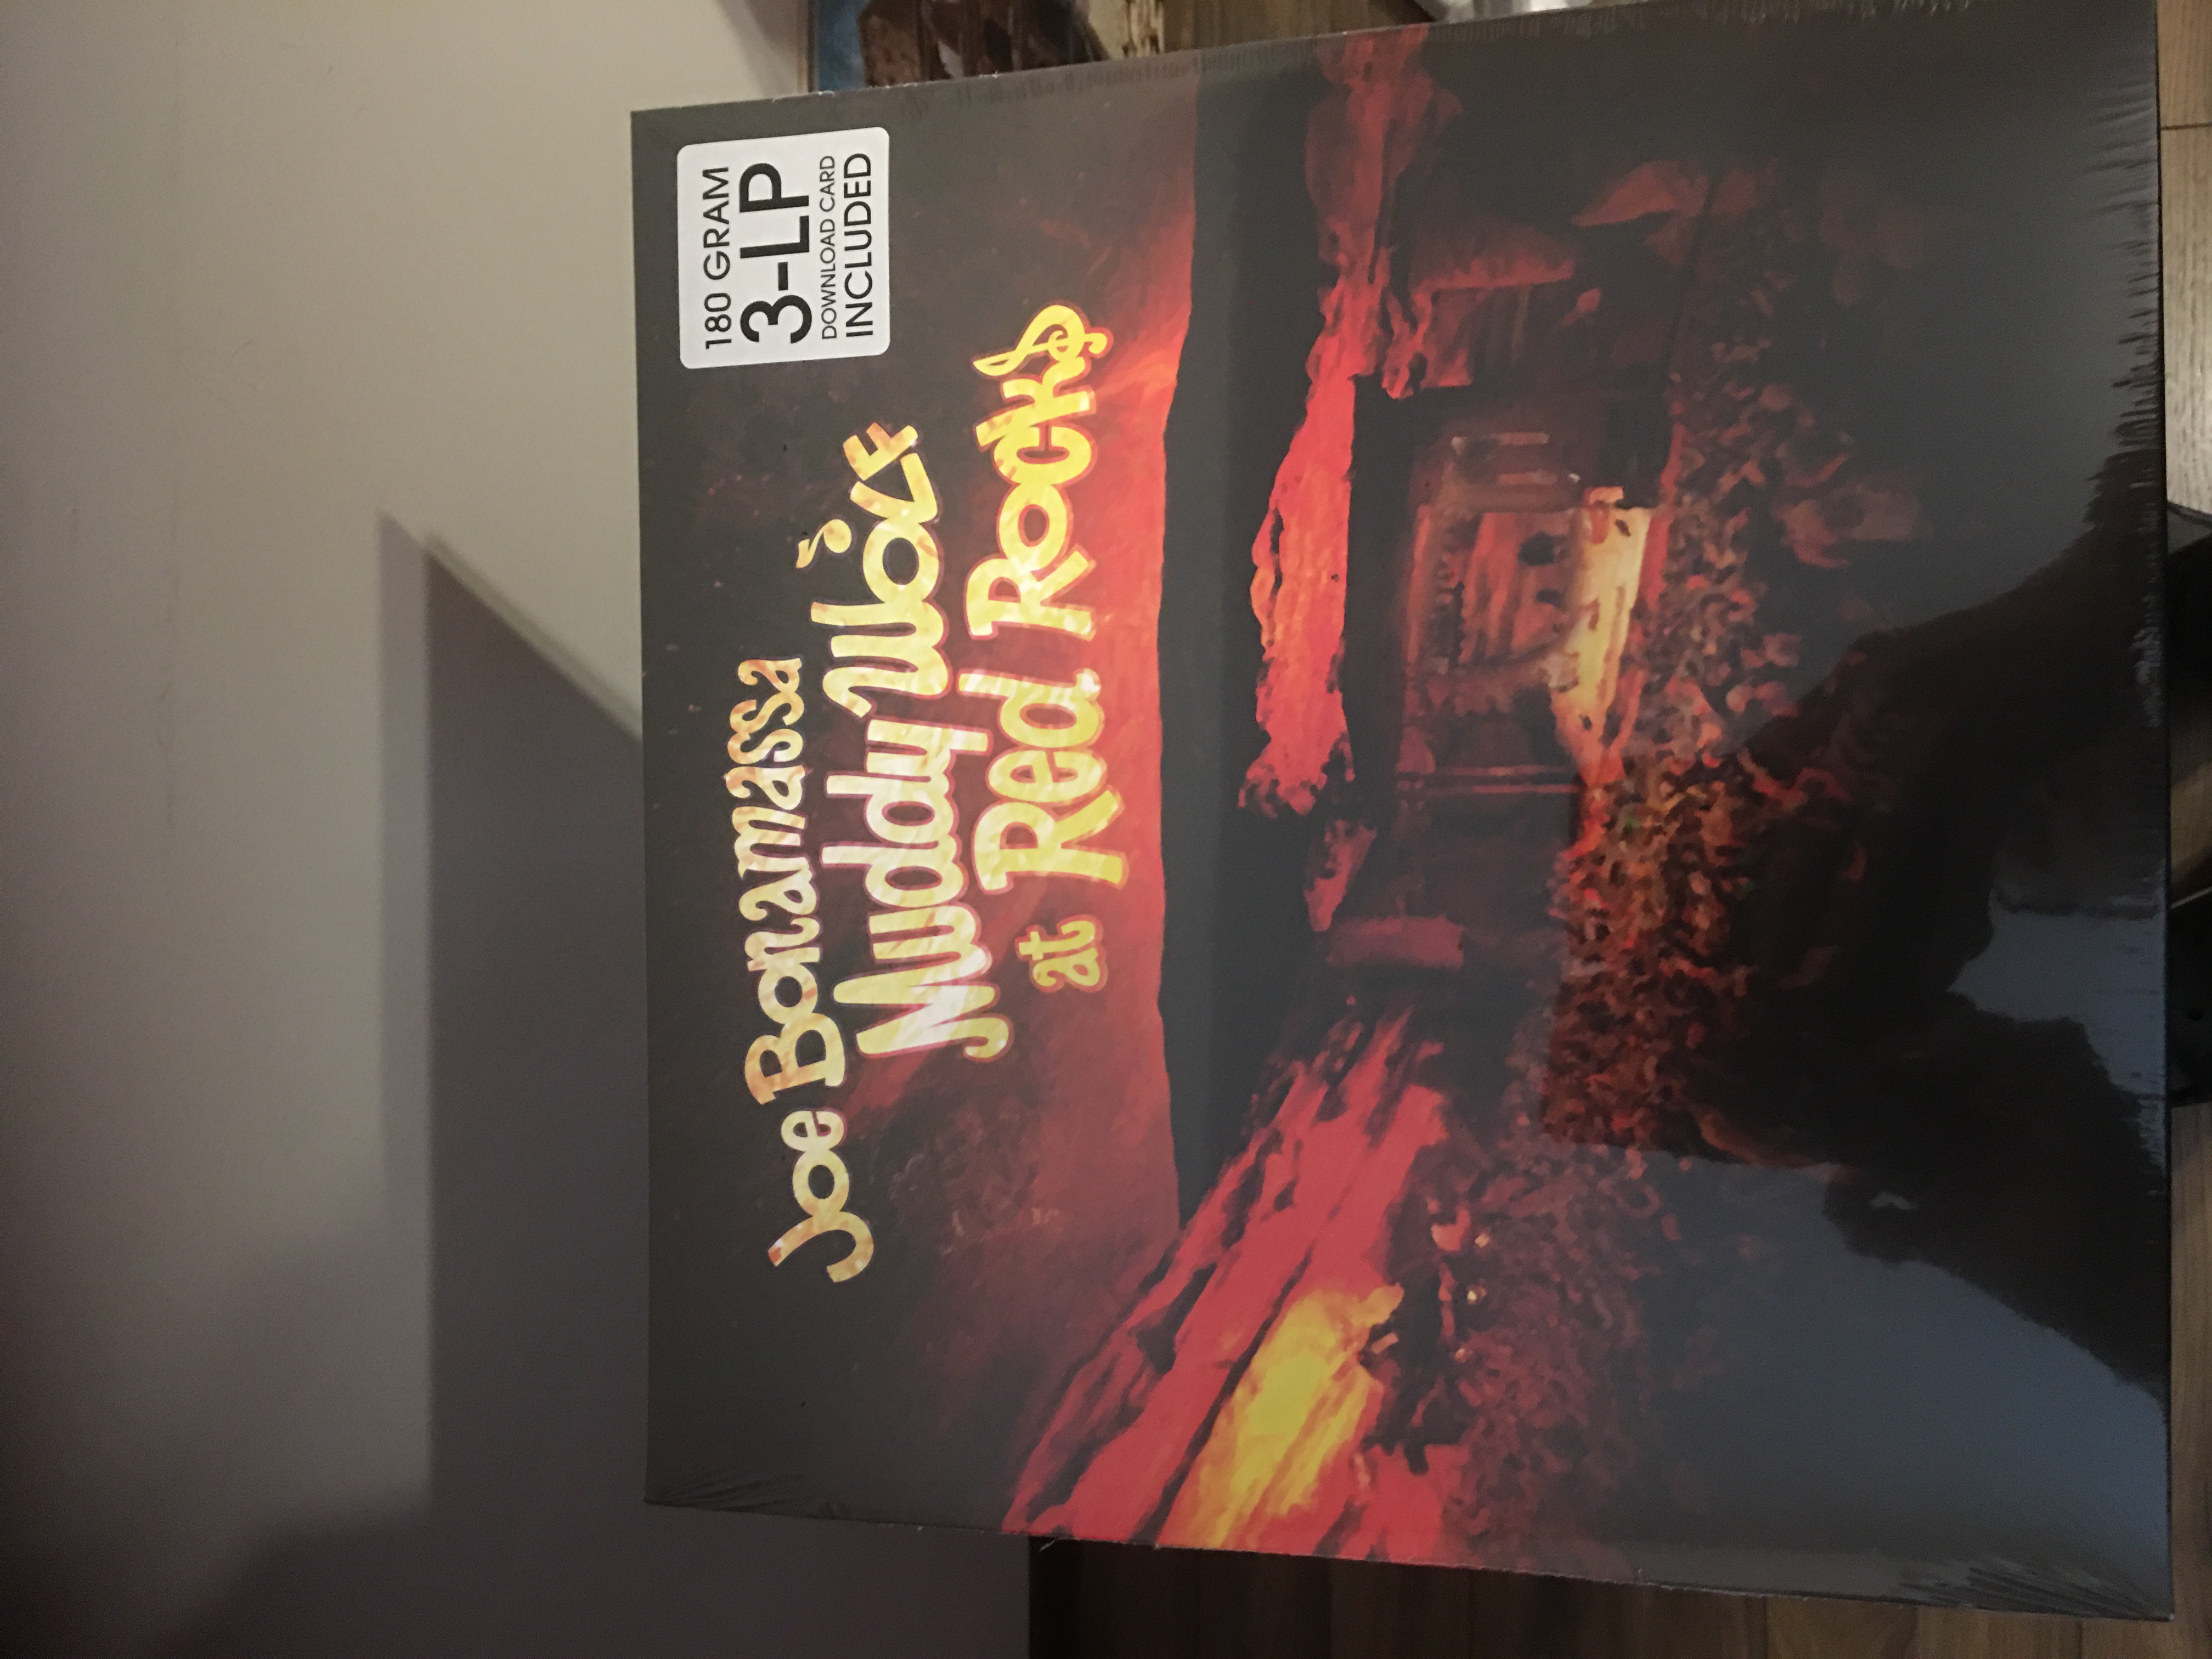 180 GRAM
3-LP
DOWNLOAD CARD
INCLUDED
Joe Bonamassa
Muddy Wolf
at Red Rocks